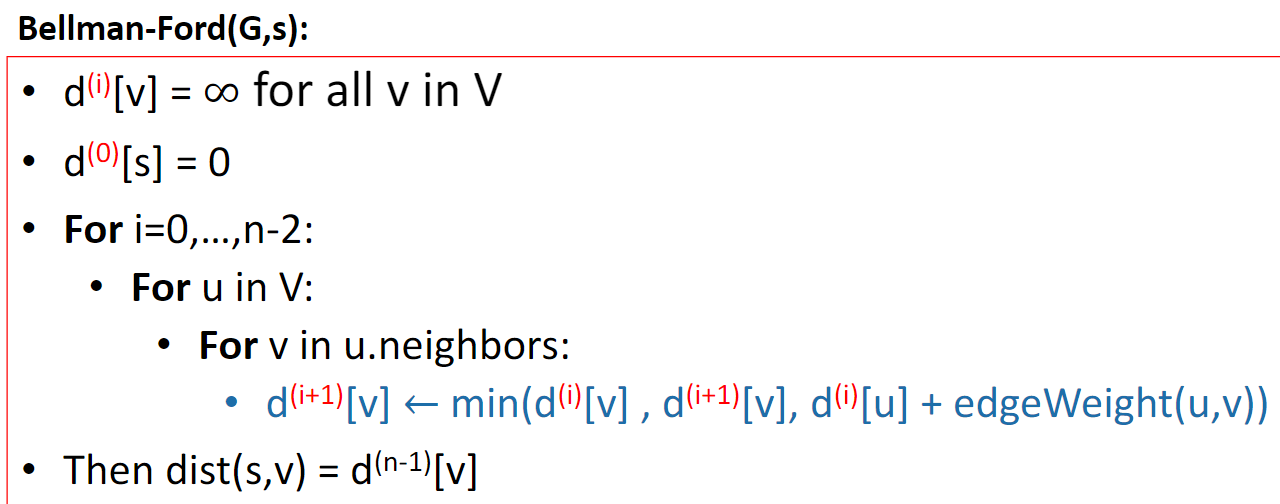 Bellman-Ford(G,s):
• d(i)[v] = ∞ for all v in V
• d(0)[s] = 0
• For i=0,...,n-2:
• For u in V:
• For v in u.neighbors:
• d(i+1)[v] ← min(d(i)[v] , d(i+1)[v], d(i)[u] + edgeWeight(u,v))
• Then dist(s,v) = d(n-1)[v]